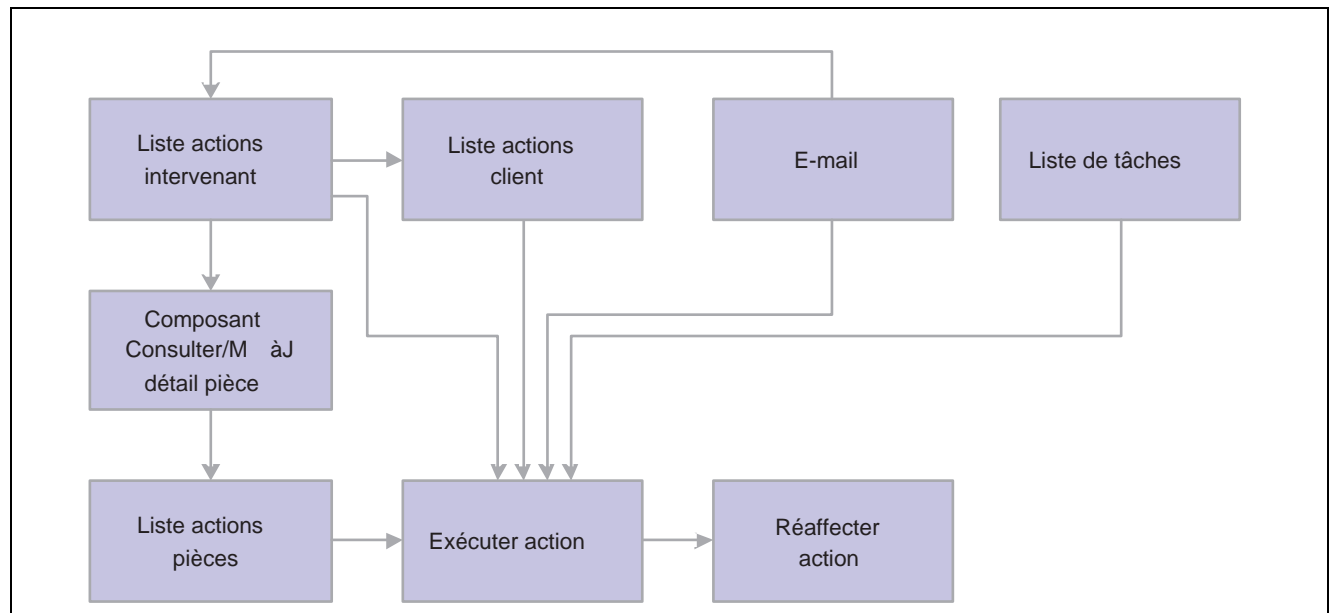 Liste actions
intervenant
Liste actions
client
E-mail
Liste de tâches
Composant
Consulter/M àJ
détail pièce
Liste actions
pièces
Exécuter action
Réaffecter
action